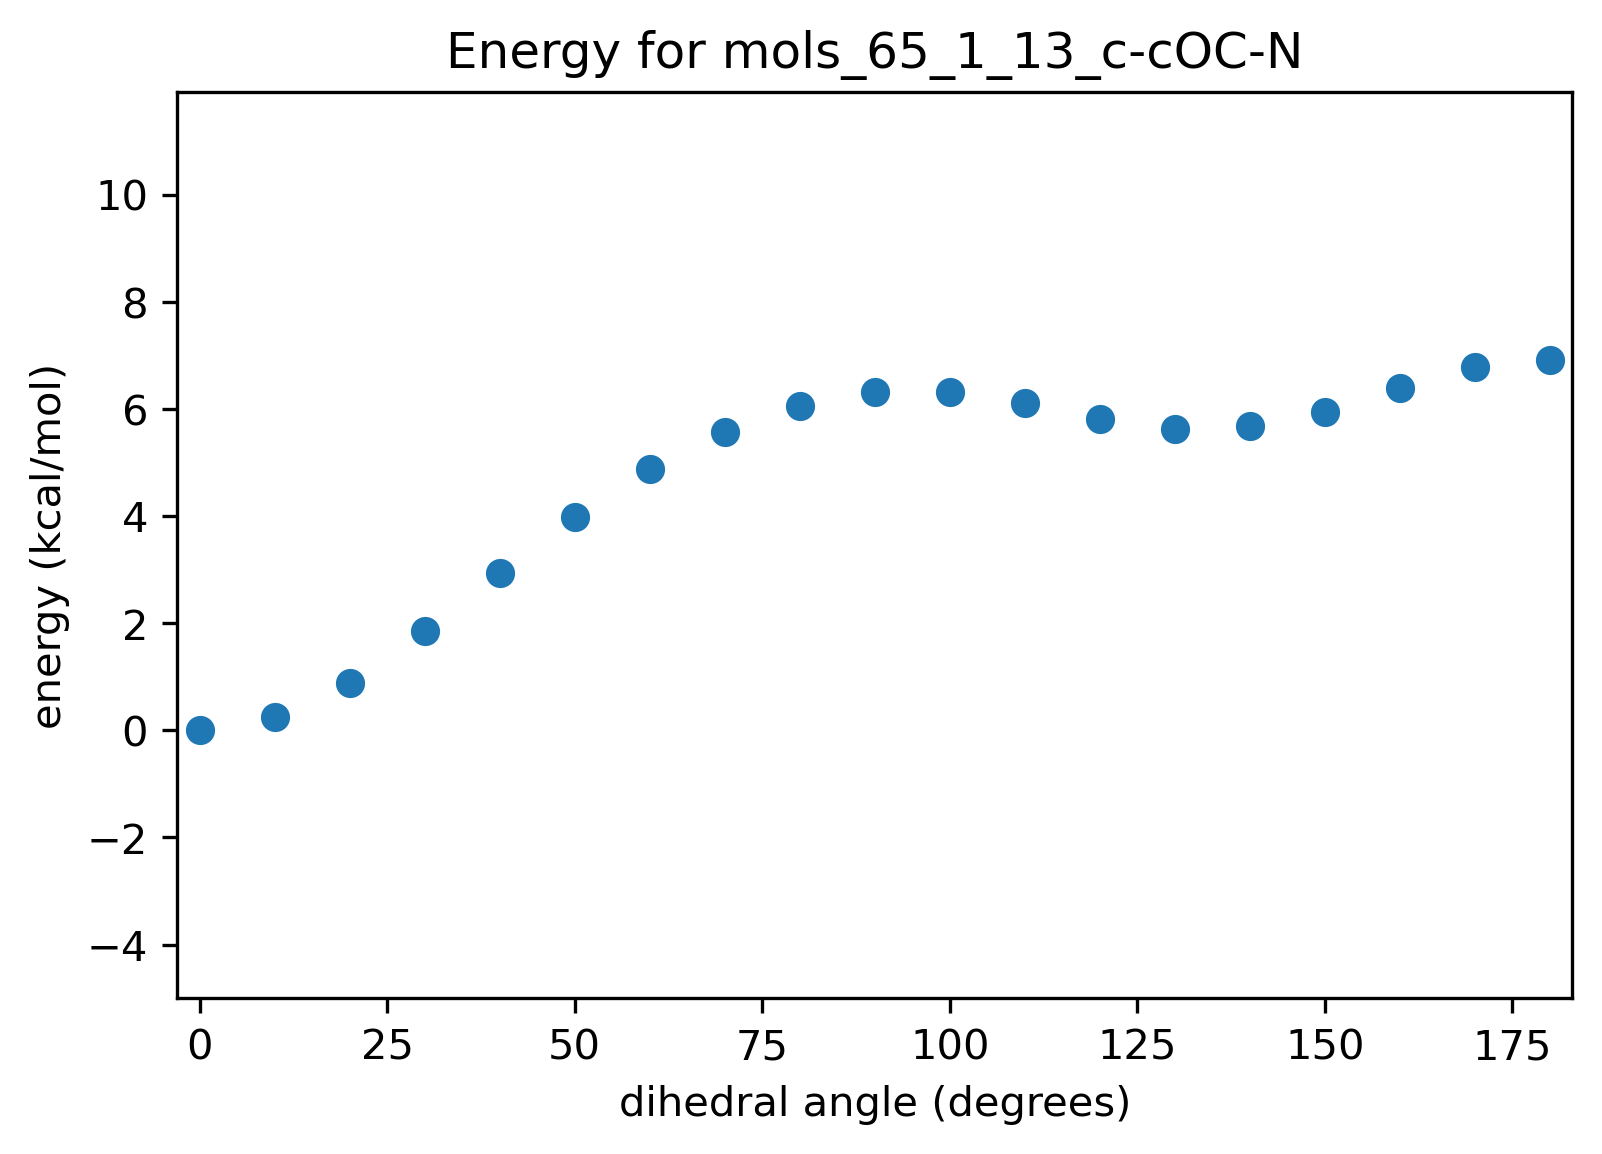 Energy for mols_65_1_13_c-cOC-N
10
8
6
4
2
0
−2
−4
energy (kcal/mol)
0 25 50 75 100 125 150 175
dihedral angle (degrees)